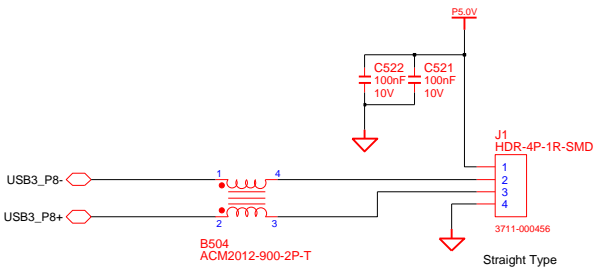 P5.0V
C522
100nF
10V
C521
100nF
10V
J1
HDR-4P-1R-SMD
1
2
3
4
3711-000456
Straight Type
USB3_P8-
USB3_P8+
1
4
2
3
B504
ACM2012-900-2P-T